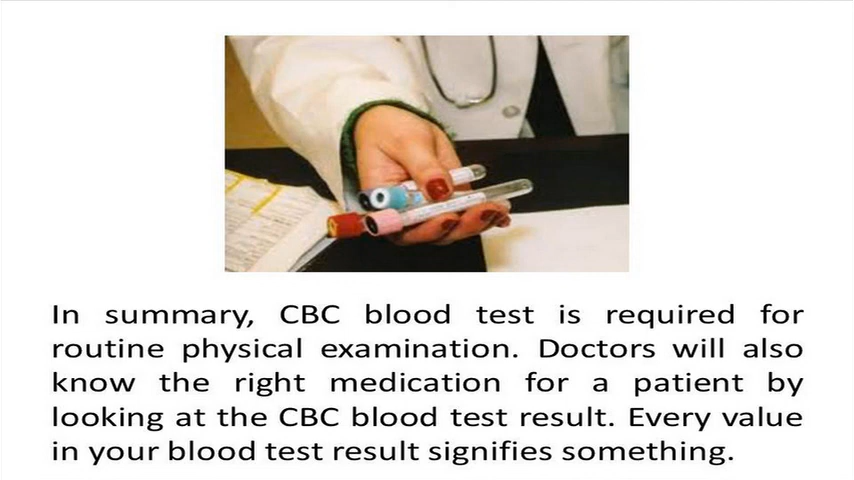 In summary, CBC blood test is required for
routine physical examination. Doctors will also
know the right medication for a patient by
looking at the CBC blood test result. Every value
in your blood test result signifies something.